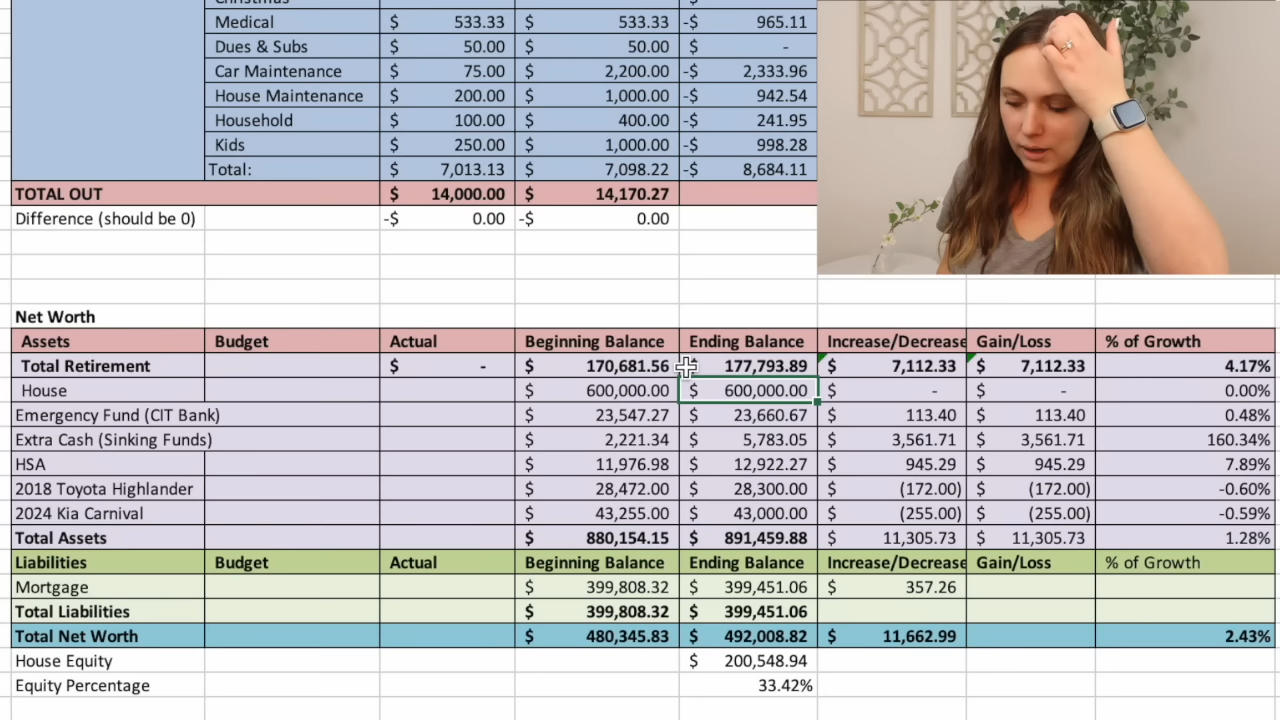 Medical $ 533.33 $ 533.33 -$ 965.11
Dues & Subs $ 50.00 $ 50.00 $ -
Car Maintenance $ 75.00 $ 2,200.00 -$ 2,333.96
House Maintenance $ 200.00 $ 1,000.00 -$ 942.54
Household $ 100.00 $ 400.00 -$ 241.95
Kids $ 250.00 $ 1,000.00 -$ 998.28
Total: $ 7,013.13 $ 7,098.22 -$ 8,684.11
TOTAL OUT $ 14,000.00 $ 14,170.27
Difference (should be 0) -$ 0.00 -$ 0.00
Net Worth
Assets Budget Actual Beginning Balance Ending Balance Increase/Decrease Gain/Loss % of Growth
Total Retirement $ - $ 170,681.56 177,793.89 $ 7,112.33 $ 7,112.33 4.17%
House $ 600,000.00 $ 600,000.00 $ - $ - 0.00%
Emergency Fund (CIT Bank) $ 23,547.27 $ 23,660.67 $ 113.40 $ 113.40 0.48%
Extra Cash (Sinking Funds) $ 2,221.34 $ 5,783.05 $ 3,561.71 $ 3,561.71 160.34%
HSA $ 11,976.98 $ 12,922.27 $ 945.29 $ 945.29 7.89%
2018 Toyota Highlander $ 28,472.00 $ 28,300.00 $ (172.00) $ (172.00) -0.60%
2024 Kia Carnival $ 43,255.00 $ 43,000.00 $ (255.00) $ (255.00) -0.59%
Total Assets $ 880,154.15 $ 891,459.88 $ 11,305.73 $ 11,305.73 1.28%
Liabilities Budget Actual Beginning Balance Ending Balance Increase/Decrease Gain/Loss % of Growth
Mortgage $ 399,808.32 $ 399,451.06 $ 357.26
Total Liabilities $ 399,808.32 $ 399,451.06
Total Net Worth $ 480,345.83 $ 492,008.82 $ 11,662.99 2.43%
House Equity $ 200,548.94
Equity Percentage 33.42%